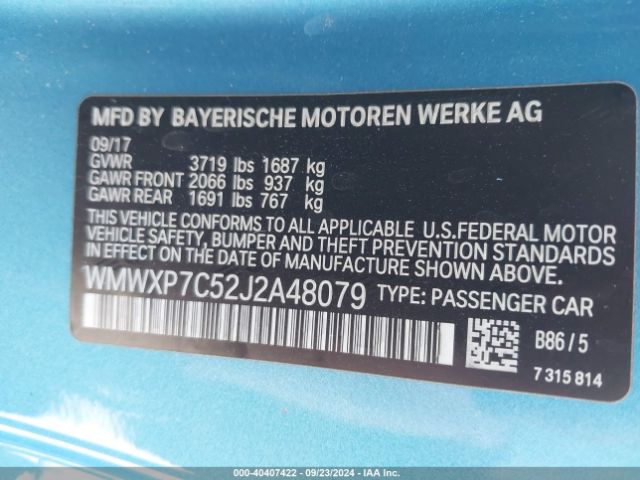 MFD BY BAYERISCHE MOTOREN WERKE AG
09/17
GVWR 3719 lbs 1687 kg
GAWR FRONT 2066 lbs 937 kg
GAWR REAR 1691 lbs 767 kg
THIS VEHICLE CONFORMS TO ALL APPLICABLE U.S.FEDERAL MOTOR
VEHICLE SAFETY, BUMPER AND THEFT PREVENTION STANDARDS
IN EFFECT ON THE DATE OF MANUFACTURE SHOWN ABOVE.
WMWXP7C52J2A48079 TYPE: PASSENGER CAR
B86/5
7 315 814
000-40407422 - 09/23/2024 - IAA Inc.